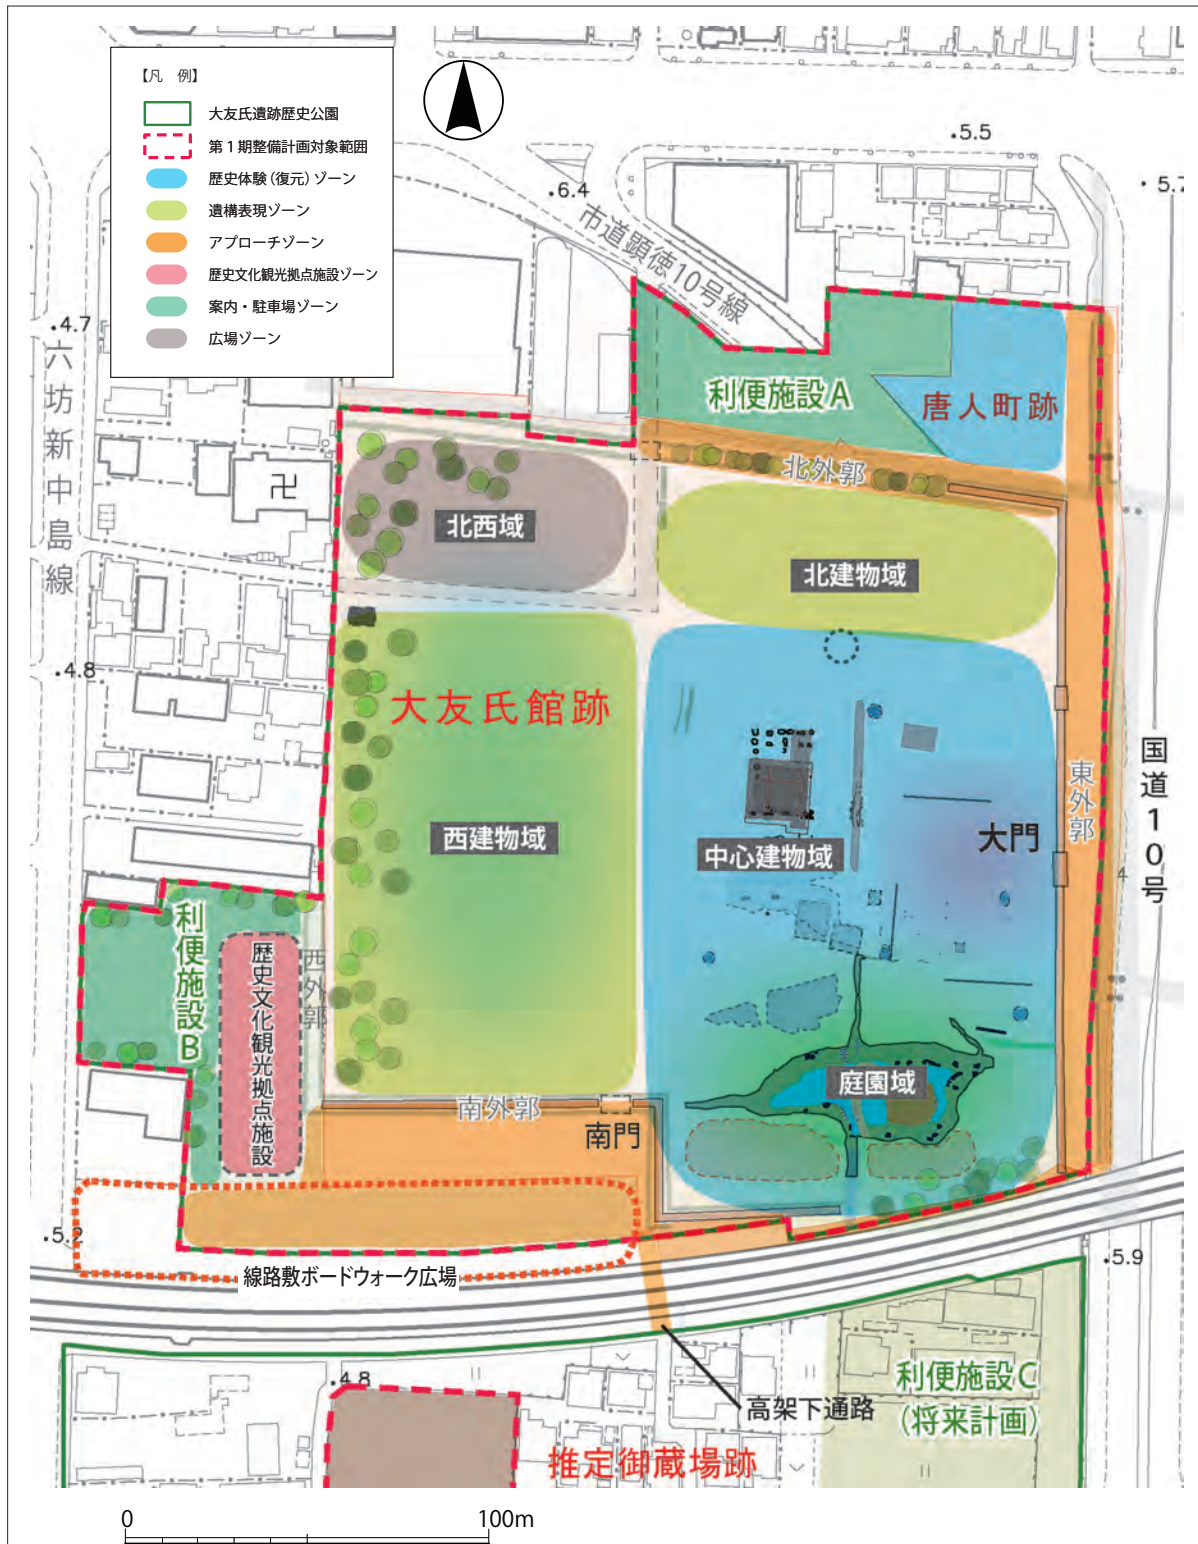 【凡　例】
大友氏遺跡歴史公園
第１期整備計画対象範囲
歴史体験(復元)ゾーン
遺構表現ゾーン
アプローチゾーン
歴史文化観光拠点施設ゾーン
案内・駐車場ゾーン
広場ゾーン
.5.5
.6.4
.5.7
市道顕徳10号線
.4.7
六坊新中島線
利便施設A
唐人町跡
北外郭
卍
北西域
北建物域
.4.8
大友氏館跡
国道10号
東外郭
大門
西建物域
中心建物域
4
利便施設B
歴史文化観光拠点施設
西外郭
庭園域
南外郭
南門
.5.2
線路敷ボードウォーク広場
.5.9
.4.8
高架下通路
利便施設C
(将来計画)
推定御蔵場跡
0
100m